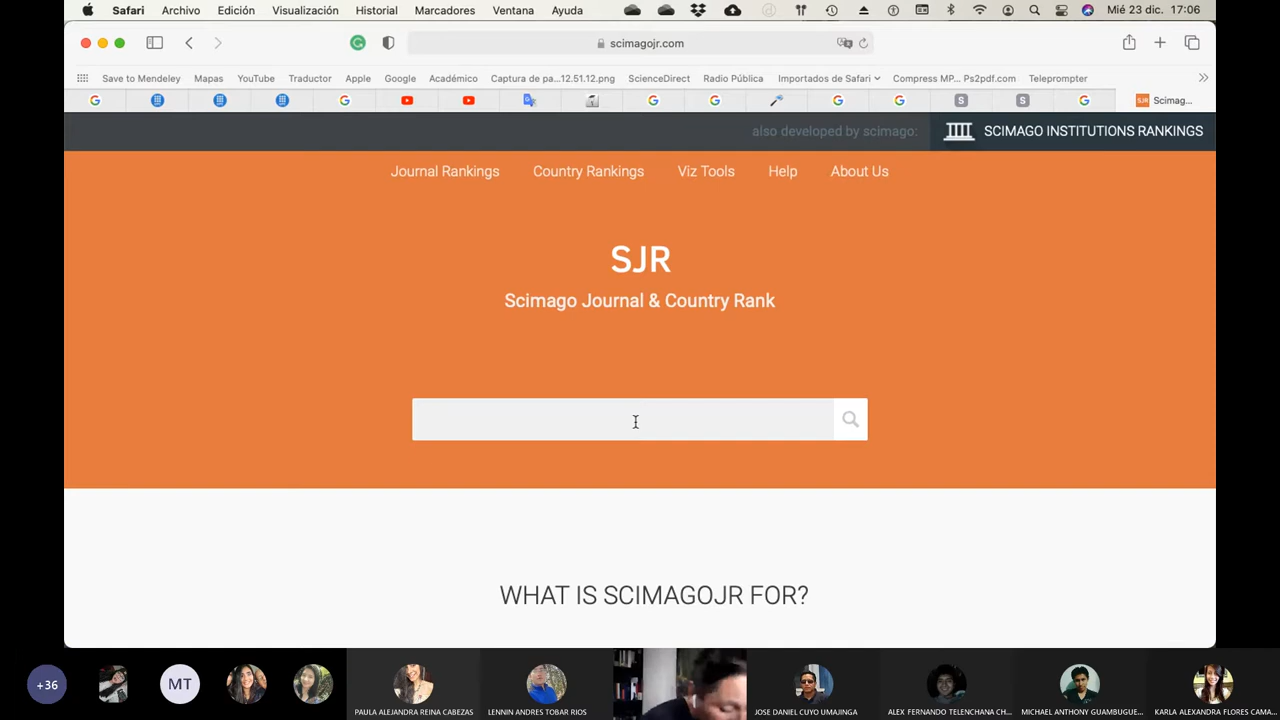 Safari Archivo Edición Visualización Historial Marcadores Ventana Ayuda Mié 23 dic. 17:06
scimagojr.com
Save to Mendeley Mapas YouTube Traductor Apple Google Académico Captura de pa...12.51.12.png ScienceDirect Radio Pública Importados de Safari Compress MP... Ps2pdf.com Teleprompter
SJR Scimag...
also developed by scimago: SCIMAGO INSTITUTIONS RANKINGS
Journal Rankings Country Rankings Viz Tools Help About Us
SJR
Scimago Journal & Country Rank
WHAT IS SCIMAGOJR FOR?
+36 MT
PAULA ALEJANDRA REINA CABEZAS LENNIN ANDRES TOBAR RIOS JOSE DANIEL CUYO UMAJINGA ALEX FERNANDO TELENCHANA CH... MICHAEL ANTHONY GUAMBUGUE... KARLA ALEXANDRA FLORES CAMA...